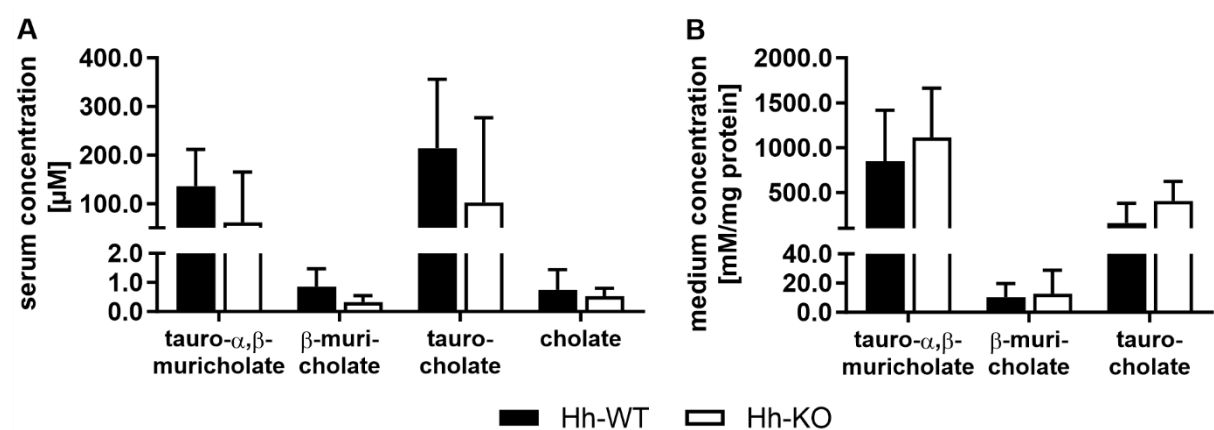 A
serum concentration
[µM]
400.0
300.0
200.0
100.0
2.0
1.0
0.0
tauro-α,β-
muricholate
β-muri-
cholate
tauro-
cholate
cholate
B
medium concentration
[mM/mg protein]
2000.0
1500.0
1000.0
500.0
40.0
20.0
0.0
tauro-α,β-
muricholate
β-muri-
cholate
tauro-
cholate
Hh-WT
Hh-KO